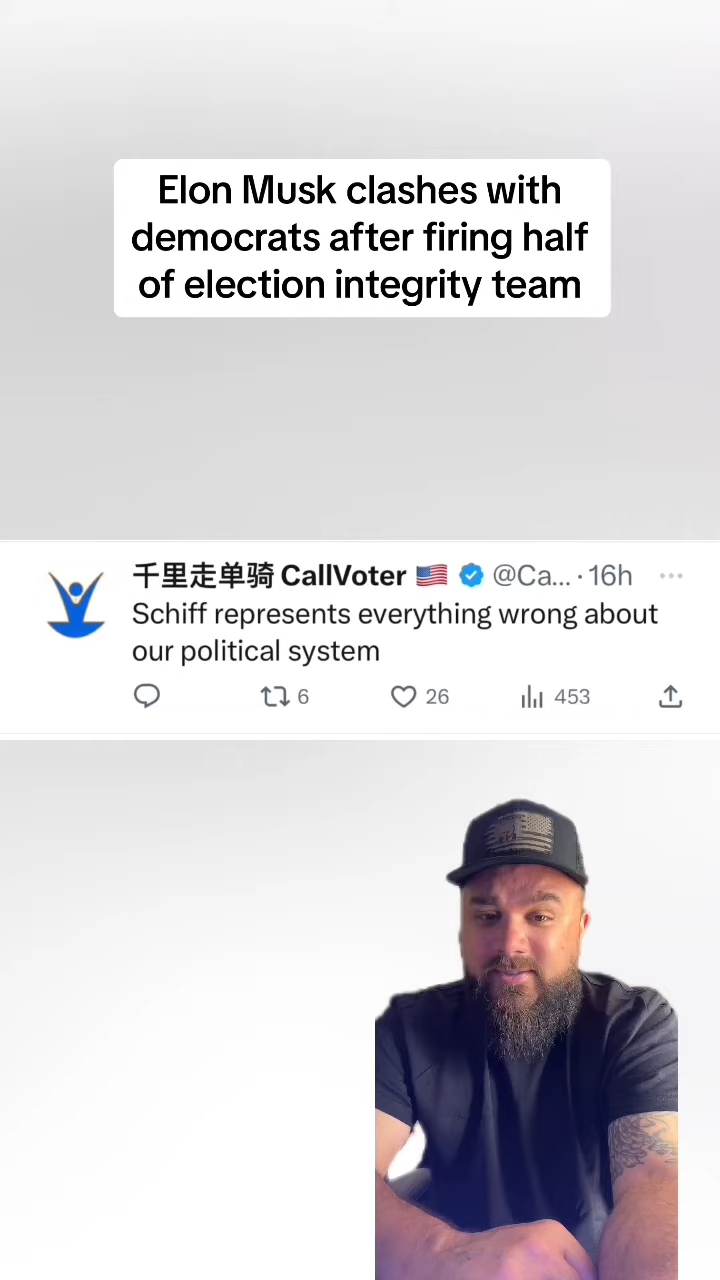 Elon Musk clashes with
democrats after firing half
of election integrity team
千里走单骑 CallVoter 🇺🇸 @Ca... · 16h
Schiff represents everything wrong about
our political system
6 26 453